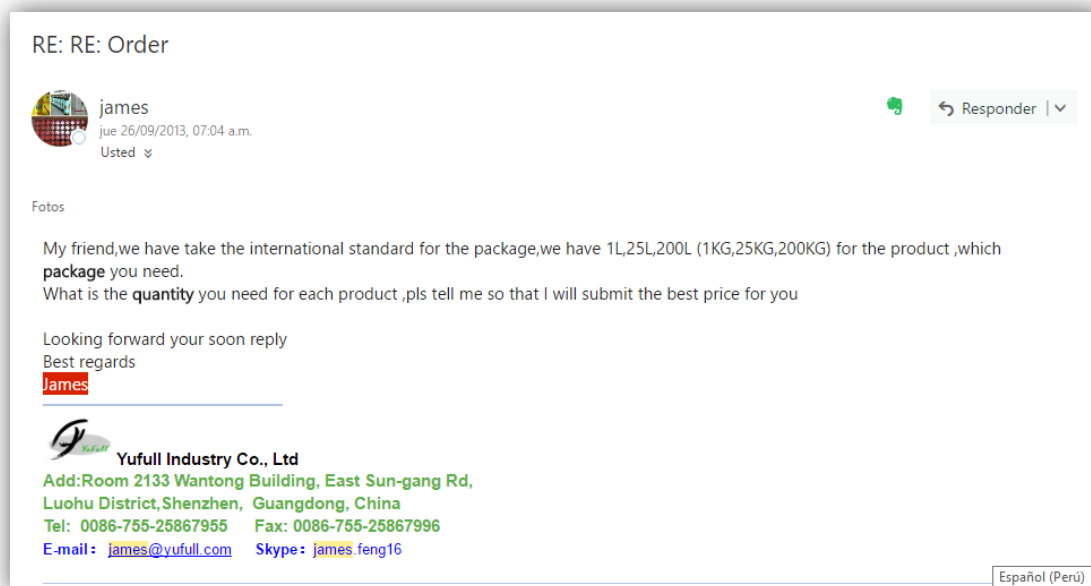 RE: RE: Order
james
jue 26/09/2013, 07:04 a.m.
Usted
Responder
Fotos
My friend,we have take the international standard for the package,we have 1L,25L,200L (1KG,25KG,200KG) for the product ,which
package you need.
What is the quantity you need for each product ,pls tell me so that I will submit the best price for you
Looking forward your soon reply
Best regards
James
YuFull
Yufull Industry Co., Ltd
Add:Room 2133 Wantong Building, East Sun-gang Rd,
Luohu District,Shenzhen, Guangdong, China
Tel: 0086-755-25867955 Fax: 0086-755-25867996
E-mail: james@yufull.com Skype: james.feng16
Español (Perú)